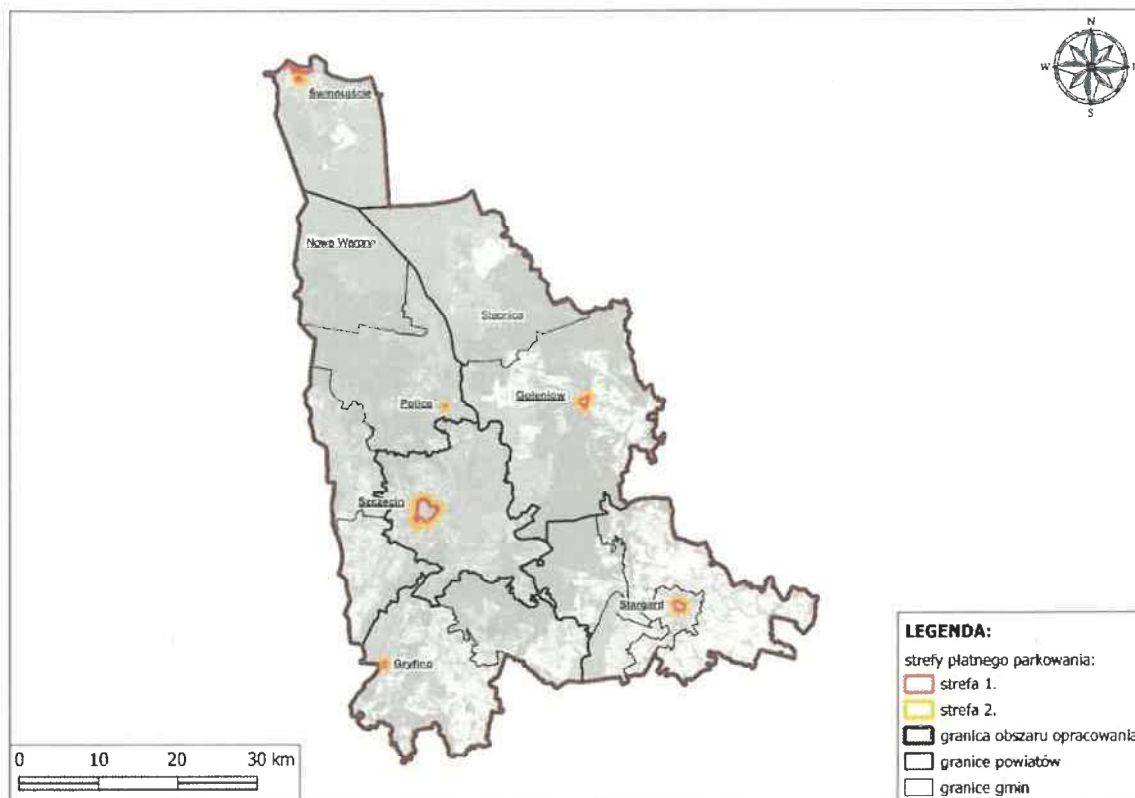 N
W
S
Świnoujście
Nowe Warpno
Stepnica
Goleniów
Police
Szczecin
Stargard
Gryfino
0 10 20 30 km
LEGENDA:
strefy płatnego parkowania:
strefa 1.
strefa 2.
granica obszaru opracowania
granice powiatów
granice gmin